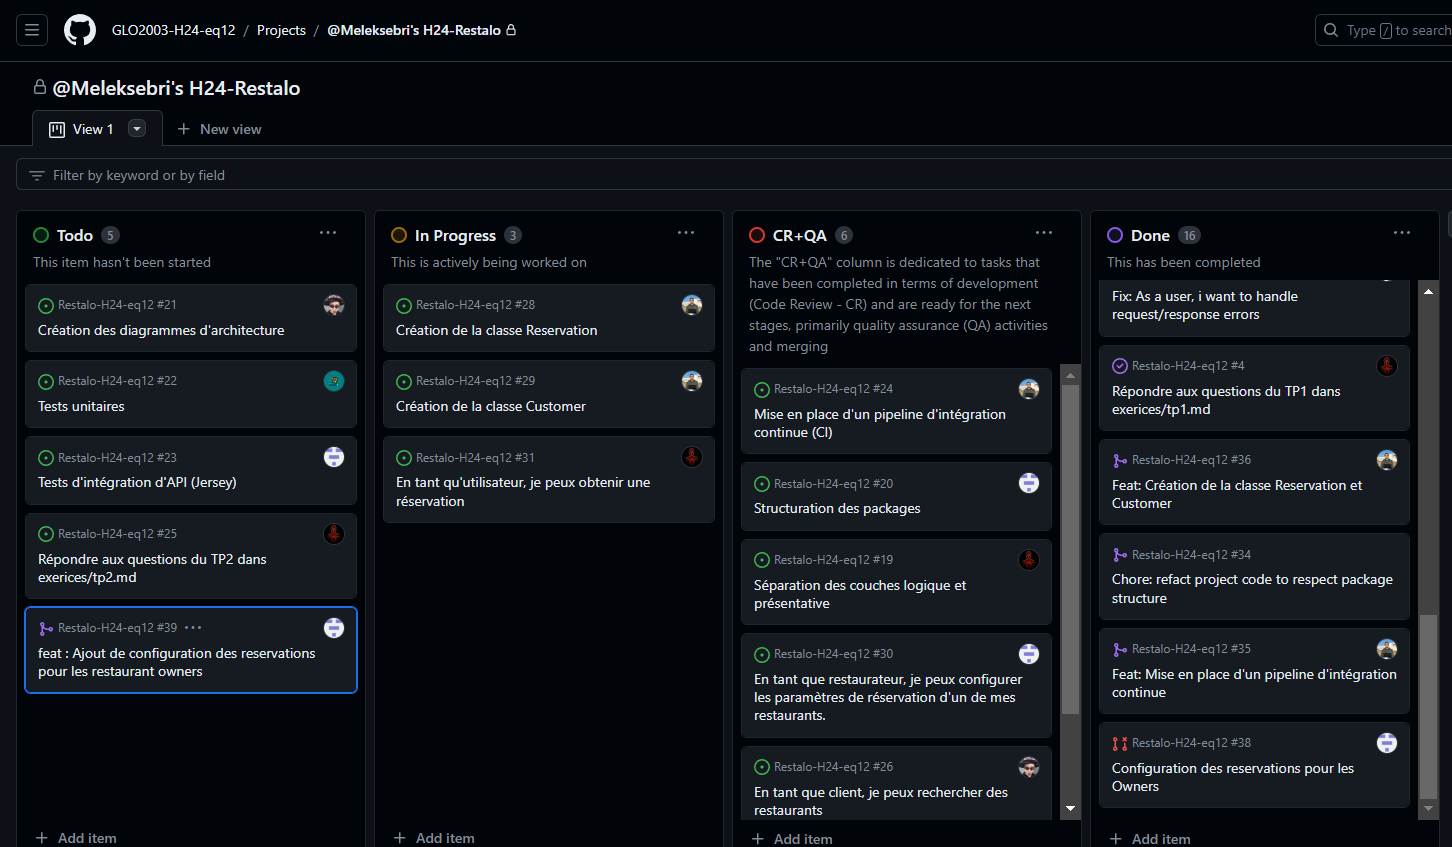 GLO2003-H24-eq12 / Projects / @Meleksebri's H24-Restalo
Type / to search
@Meleksebri's H24-Restalo
View 1
New view
Filter by keyword or by field
Todo 5
This item hasn't been started
Restalo-H24-eq12 #21
Création des diagrammes d'architecture
Restalo-H24-eq12 #22
Tests unitaires
Restalo-H24-eq12 #23
Tests d'intégration d'API (Jersey)
Restalo-H24-eq12 #25
Répondre aux questions du TP2 dans
exerices/tp2.md
Restalo-H24-eq12 #39
feat : Ajout de configuration des reservations
pour les restaurant owners
Add item
In Progress 3
This is actively being worked on
Restalo-H24-eq12 #28
Création de la classe Reservation
Restalo-H24-eq12 #29
Création de la classe Customer
Restalo-H24-eq12 #31
En tant qu'utilisateur, je peux obtenir une
réservation
Add item
CR+QA 6
The "CR+QA" column is dedicated to tasks that
have been completed in terms of development
(Code Review - CR) and are ready for the next
stages, primarily quality assurance (QA) activities
and merging
Restalo-H24-eq12 #24
Mise en place d'un pipeline d'intégration
continue (CI)
Restalo-H24-eq12 #20
Structuration des packages
Restalo-H24-eq12 #19
Séparation des couches logique et
présentative
Restalo-H24-eq12 #30
En tant que restaurateur, je peux configurer
les paramètres de réservation d'un de mes
restaurants.
Restalo-H24-eq12 #26
En tant que client, je peux rechercher des
restaurants
Add item
Done 16
This has been completed
Fix: As a user, i want to handle
request/response errors
Restalo-H24-eq12 #4
Répondre aux questions du TP1 dans
exerices/tp1.md
Restalo-H24-eq12 #36
Feat: Création de la classe Reservation et
Customer
Restalo-H24-eq12 #34
Chore: refact project code to respect package
structure
Restalo-H24-eq12 #35
Feat: Mise en place d'un pipeline d'intégration
continue
Restalo-H24-eq12 #38
Configuration des reservations pour les
Owners
Add item